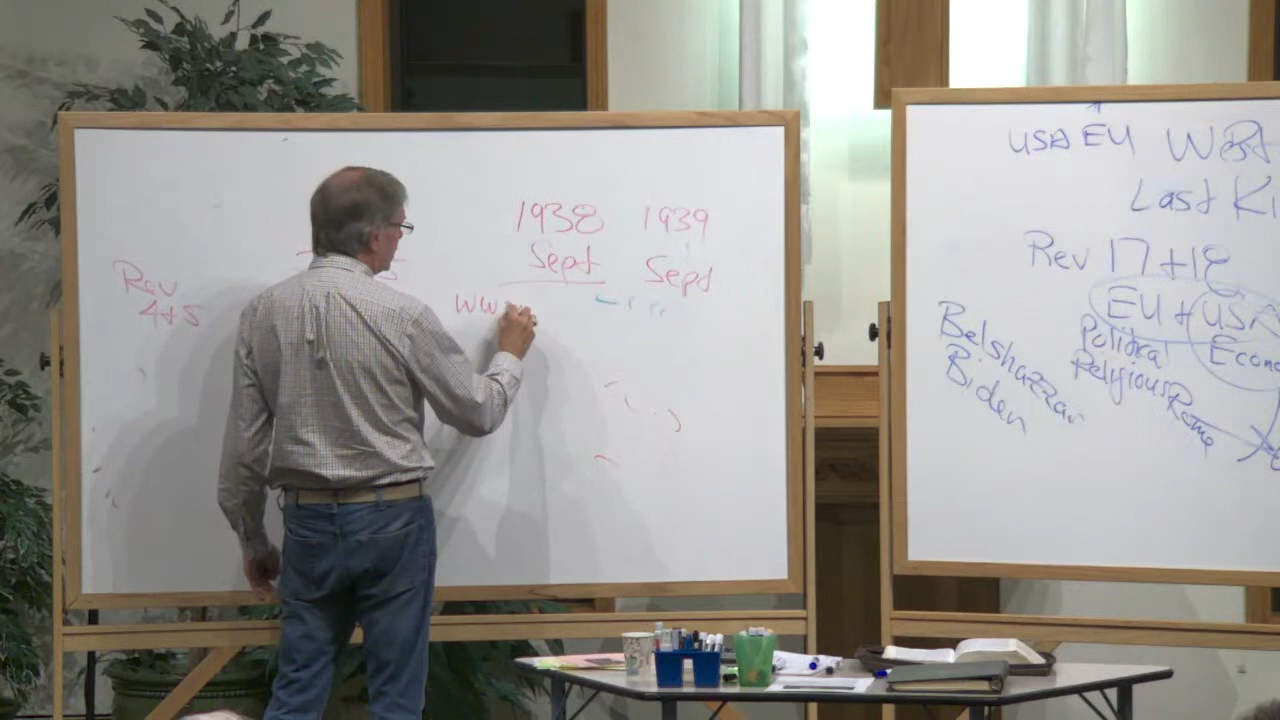 Rev
4+5
1938 1939
Sept Sept
WW
USA EU West
Last Ki
Rev 17+18
EU + USA
Political Econo
Religious Rome
Belshazzar
Biden